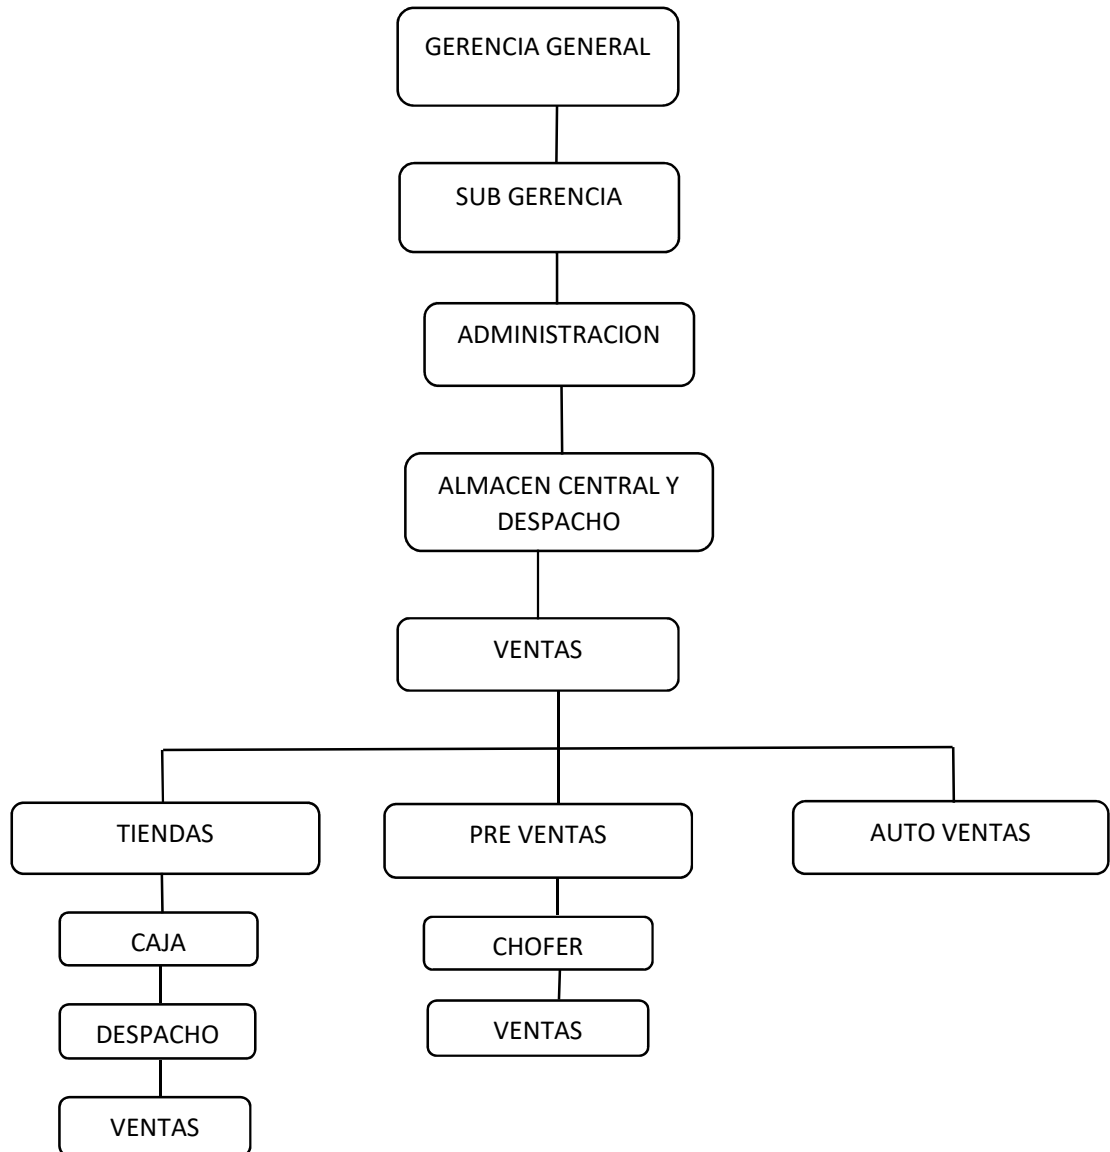 GERENCIA GENERAL
SUB GERENCIA
ADMINISTRACION
ALMACEN CENTRAL Y
DESPACHO
VENTAS
TIENDAS
PRE VENTAS
AUTO VENTAS
CAJA
CHOFER
DESPACHO
VENTAS
VENTAS